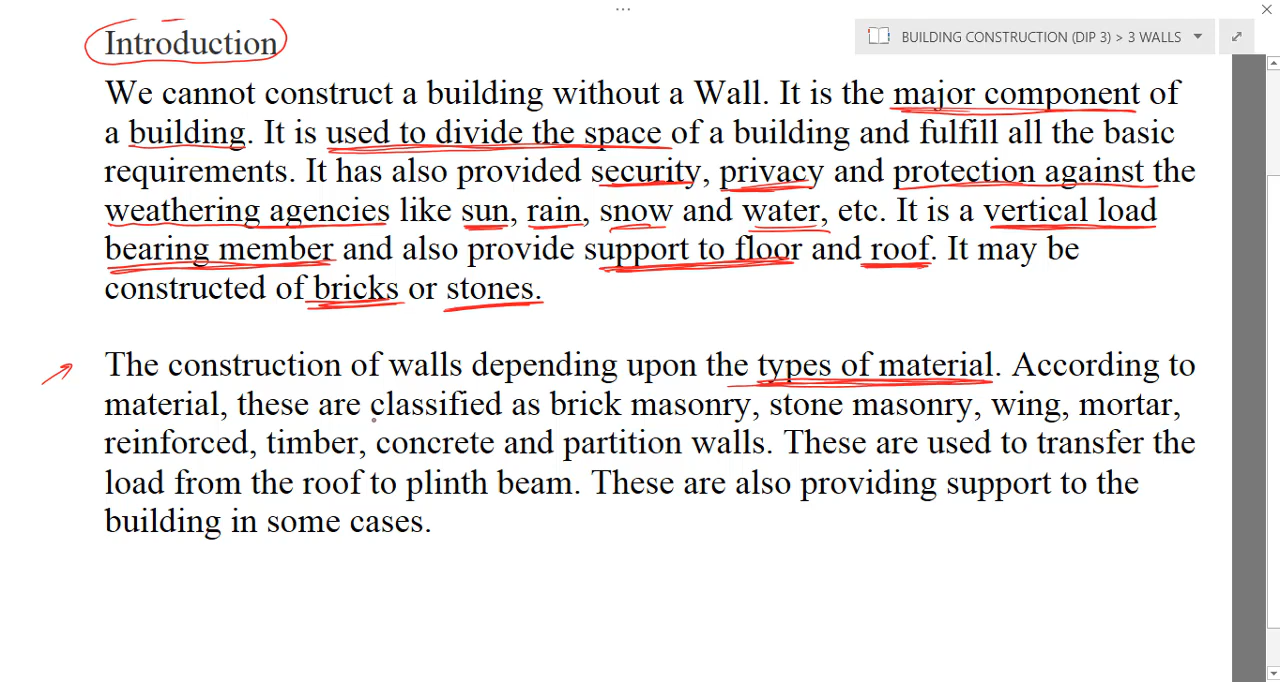 Introduction
BUILDING CONSTRUCTION (DIP 3) > 3 WALLS
We cannot construct a building without a Wall. It is the major component of
a building. It is used to divide the space of a building and fulfill all the basic
requirements. It has also provided security, privacy and protection against the
weathering agencies like sun, rain, snow and water, etc. It is a vertical load
bearing member and also provide support to floor and roof. It may be
constructed of bricks or stones.
The construction of walls depending upon the types of material. According to
material, these are classified as brick masonry, stone masonry, wing, mortar,
reinforced, timber, concrete and partition walls. These are used to transfer the
load from the roof to plinth beam. These are also providing support to the
building in some cases.